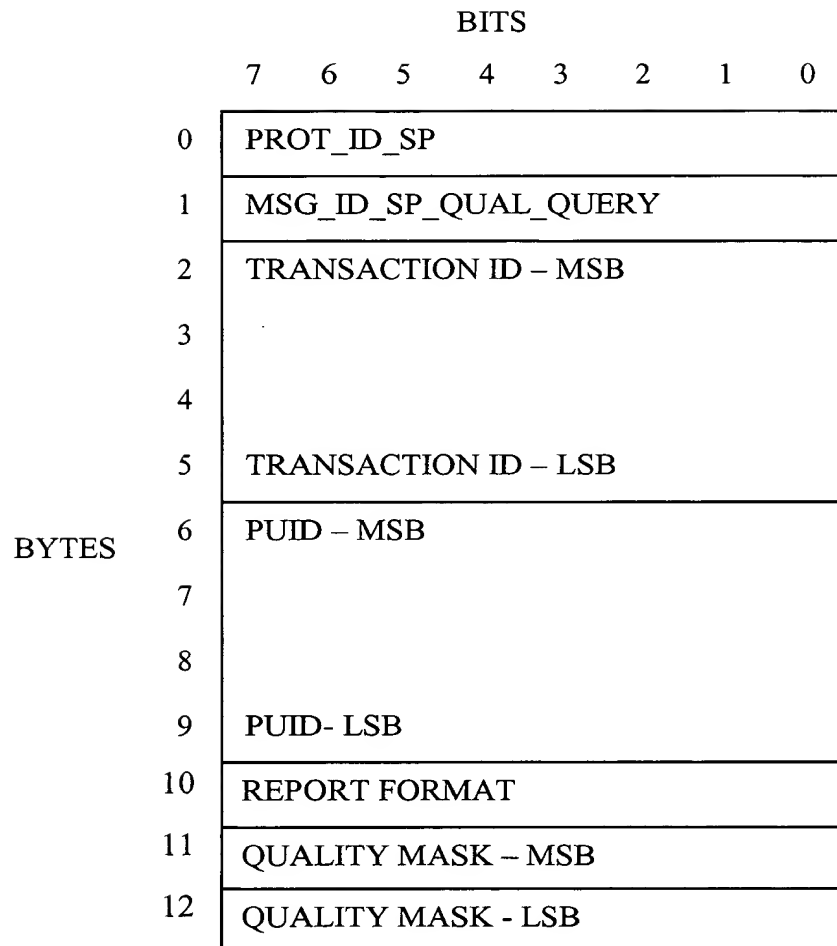 BITS
7 6 5 4 3 2 1 0
0 PROT_ID_SP
1 MSG_ID_SP_QUAL_QUERY
2 TRANSACTION ID – MSB
3
4
5 TRANSACTION ID – LSB
BYTES
6 PUID – MSB
7
8
9 PUID- LSB
10 REPORT FORMAT
11 QUALITY MASK – MSB
12 QUALITY MASK - LSB